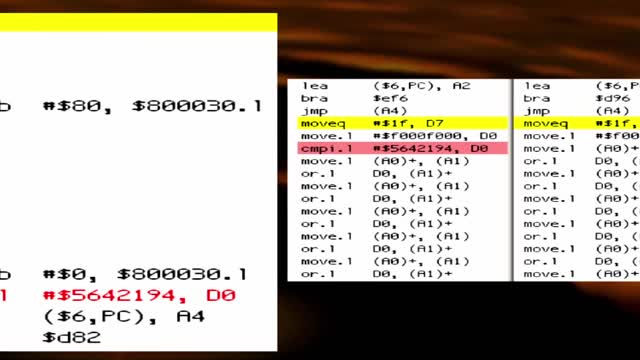 b #$80, $800030.l
b #$0, $800030.l
l #$5642194, D0
($6,PC), A4
$d82
lea ($6,PC), A2
bra $ef6
jmp (A4)
moveq #$1f, D7
move.l #$f000f000, D0
cmpi.l #$5642194, D0
move.l (A0)+, (A1)
or.l D0, (A1)+
move.l (A0)+, (A1)
or.l D0, (A1)+
move.l (A0)+, (A1)
or.l D0, (A1)+
move.l (A0)+, (A1)
or.l D0, (A1)+
move.l (A0)+, (A1)
or.l D0, (A1)+
lea ($6,P
bra $d96
jmp (A4)
moveq #$1f,
move.l #$f00
move.l (A0)+
or.l D0, (A
move.l (A0)+
or.l D0, (A
move.l (A0)+
or.l D0, (A
move.l (A0)+
or.l D0, (A
move.l (A0)+
or.l D0, (A
move.l (A0)+